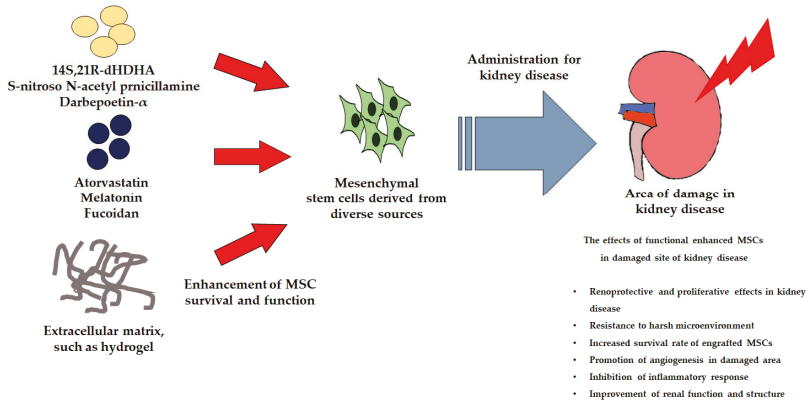 14S,21R-dHDHA
S-nitroso N-acetyl prnicillamine
Darbepoetin-α
Atorvastatin
Melatonin
Fucoidan
Extracellular matrix,
such as hydrogel
Enhancement of MSC
survival and function
Mesenchymal
stem cells derived from
diverse sources
Administration for
kidney disease
Area of damage in
kidney disease
The effects of functional enhanced MSCs
in damaged site of kidney disease
• Renoprotective and proliferative effects in kidney
disease
• Resistance to harsh microenvironment
• Increased survival rate of engrafted MSCs
• Promotion of angiogenesis in damaged area
• Inhibition of inflammatory response
• Improvement of renal function and structure